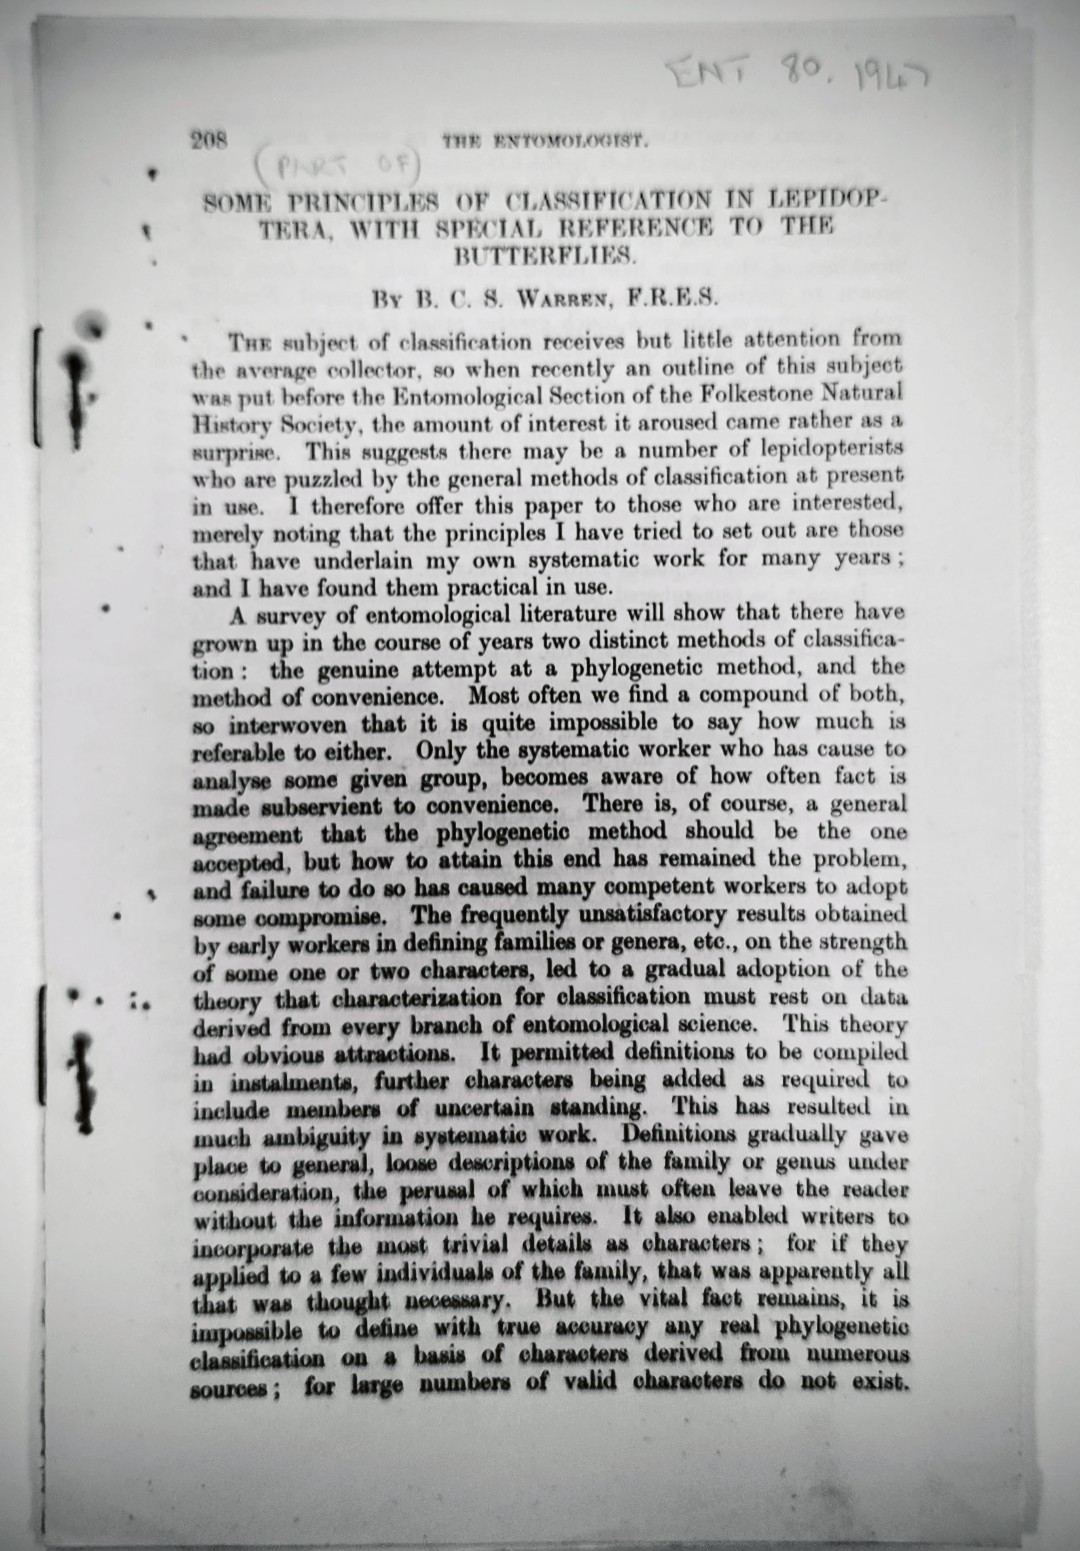 ENT 80. 1947
208 THE ENTOMOLOGIST.
(PART OF)
SOME PRINCIPLES OF CLASSIFICATION IN LEPIDOP-
TERA, WITH SPECIAL REFERENCE TO THE
BUTTERFLIES.
BY B. C. S. WARREN, F.R.E.S.
THE subject of classification receives but little attention from
the average collector, so when recently an outline of this subject
was put before the Entomological Section of the Folkestone Natural
History Society, the amount of interest it aroused came rather as a
surprise. This suggests there may be a number of lepidopterists
who are puzzled by the general methods of classification at present
in use. I therefore offer this paper to those who are interested,
merely noting that the principles I have tried to set out are those
that have underlain my own systematic work for many years ;
and I have found them practical in use.
A survey of entomological literature will show that there have
grown up in the course of years two distinct methods of classifica-
tion : the genuine attempt at a phylogenetic method, and the
method of convenience. Most often we find a compound of both,
so interwoven that it is quite impossible to say how much is
referable to either. Only the systematic worker who has cause to
analyse some given group, becomes aware of how often fact is
made subservient to convenience. There is, of course, a general
agreement that the phylogenetic method should be the one
accepted, but how to attain this end has remained the problem,
and failure to do so has caused many competent workers to adopt
some compromise. The frequently unsatisfactory results obtained
by early workers in defining families or genera, etc., on the strength
of some one or two characters, led to a gradual adoption of the
theory that characterization for classification must rest on data
derived from every branch of entomological science. This theory
had obvious attractions. It permitted definitions to be compiled
in instalments, further characters being added as required to
include members of uncertain standing. This has resulted in
much ambiguity in systematic work. Definitions gradually gave
place to general, loose descriptions of the family or genus under
consideration, the perusal of which must often leave the reader
without the information he requires. It also enabled writers to
incorporate the most trivial details as characters ; for if they
applied to a few individuals of the family, that was apparently all
that was thought necessary. But the vital fact remains, it is
impossible to define with true accuracy any real phylogenetic
classification on a basis of characters derived from numerous
sources ; for large numbers of valid characters do not exist.